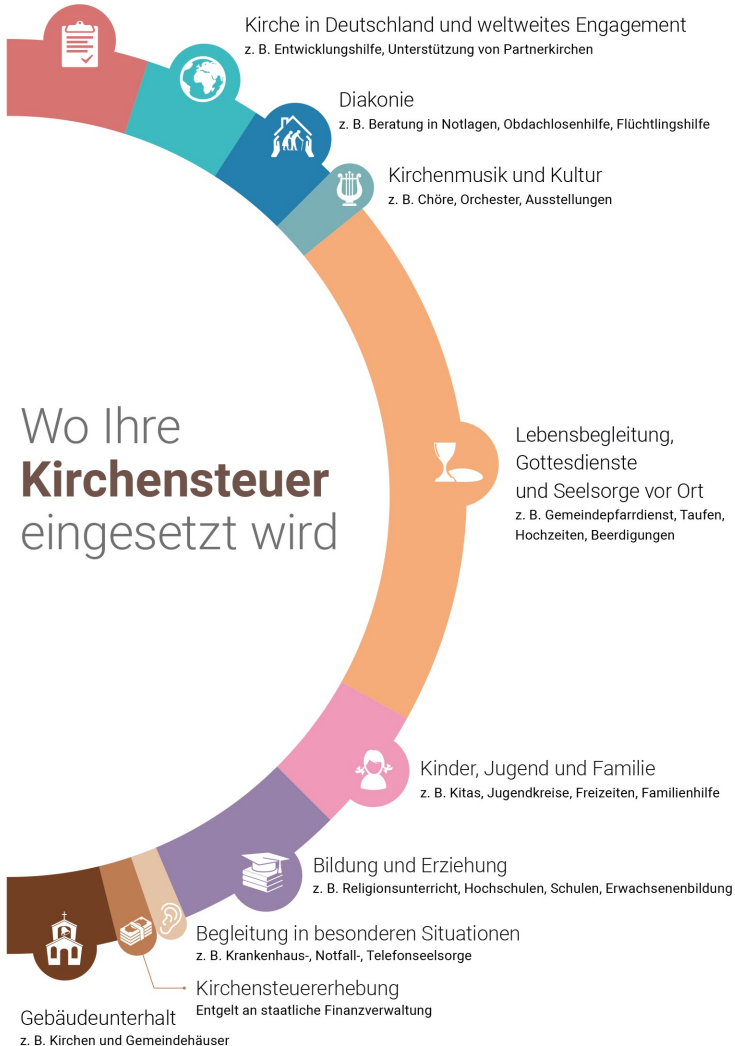 Kirche in Deutschland und weltweites Engagement
z. B. Entwicklungshilfe, Unterstützung von Partnerkirchen
Diakonie
z. B. Beratung in Notlagen, Obdachlosenhilfe, Flüchtlingshilfe
Kirchenmusik und Kultur
z. B. Chöre, Orchester, Ausstellungen
Wo Ihre
Kirchensteuer
eingesetzt wird
Lebensbegleitung,
Gottesdienste
und Seelsorge vor Ort
z. B. Gemeindepfarrdienst, Taufen,
Hochzeiten, Beerdigungen
Kinder, Jugend und Familie
z. B. Kitas, Jugendkreise, Freizeiten, Familienhilfe
Bildung und Erziehung
z. B. Religionsunterricht, Hochschulen, Schulen, Erwachsenenbildung
Begleitung in besonderen Situationen
z. B. Krankenhaus-, Notfall-, Telefonseelsorge
Kirchensteuererhebung
Entgelt an staatliche Finanzverwaltung
Gebäudeunterhalt
z. B. Kirchen und Gemeindehäuser